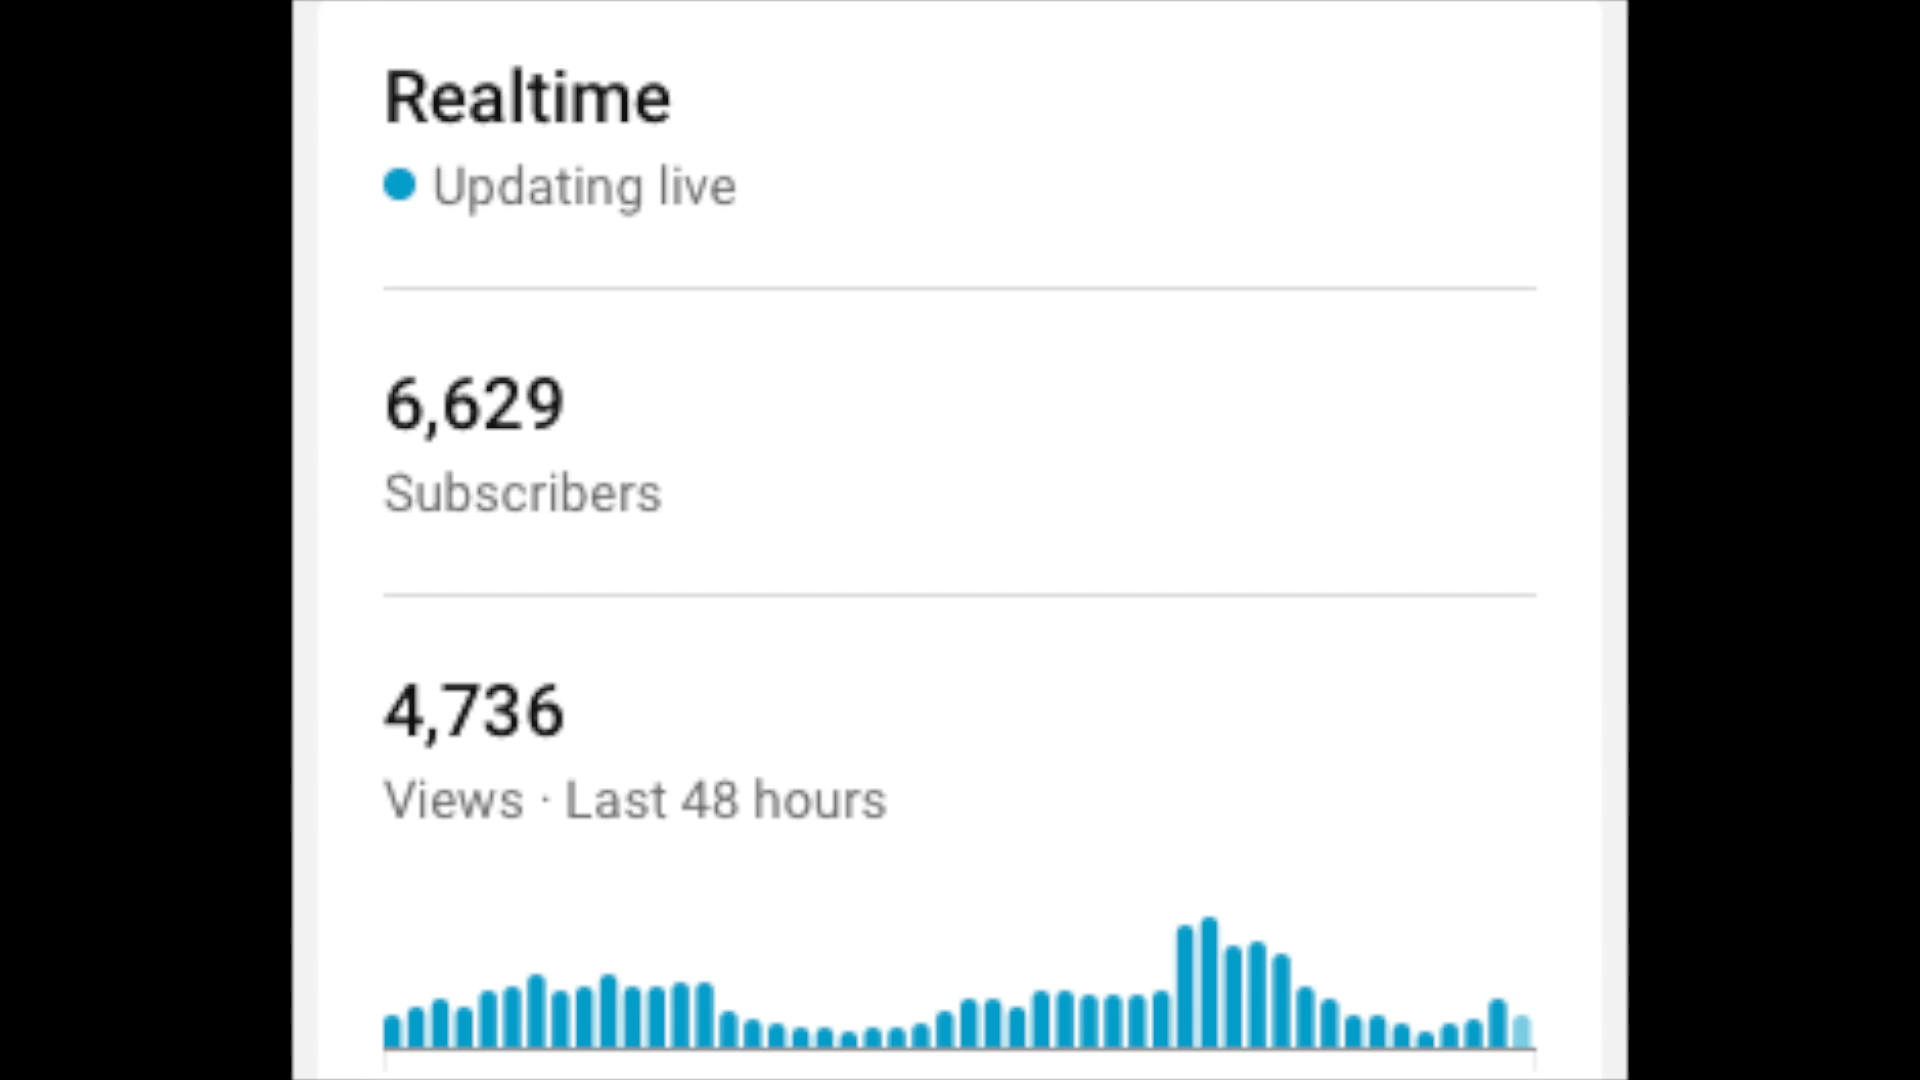 Realtime
Updating live
6,629
Subscribers
4,736
Views · Last 48 hours